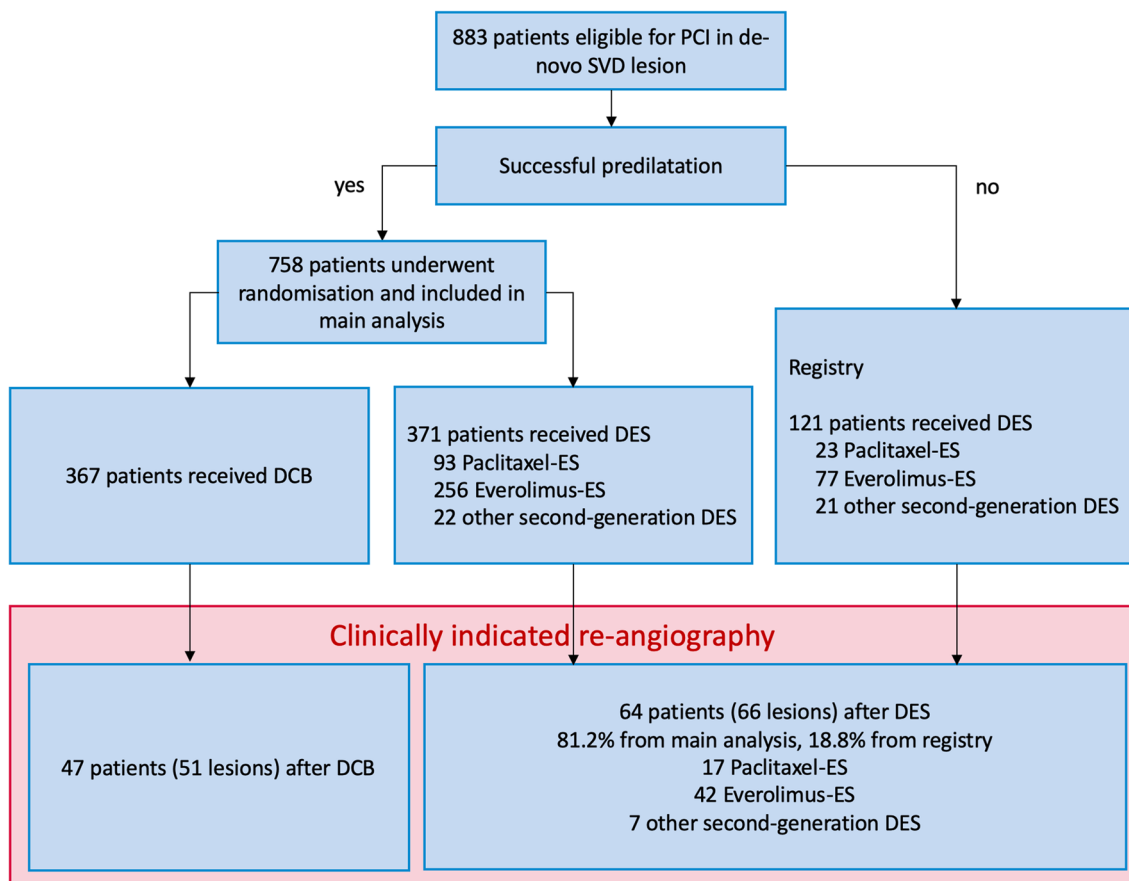 883 patients eligible for PCI in de-
novo SVD lesion
Successful predilatation
yes
no
758 patients underwent
randomisation and included in
main analysis
367 patients received DCB
371 patients received DES
93 Paclitaxel-ES
256 Everolimus-ES
22 other second-generation DES
Registry
121 patients received DES
23 Paclitaxel-ES
77 Everolimus-ES
21 other second-generation DES
Clinically indicated re-angiography
47 patients (51 lesions) after DCB
64 patients (66 lesions) after DES
81.2% from main analysis, 18.8% from registry
17 Paclitaxel-ES
42 Everolimus-ES
7 other second-generation DES